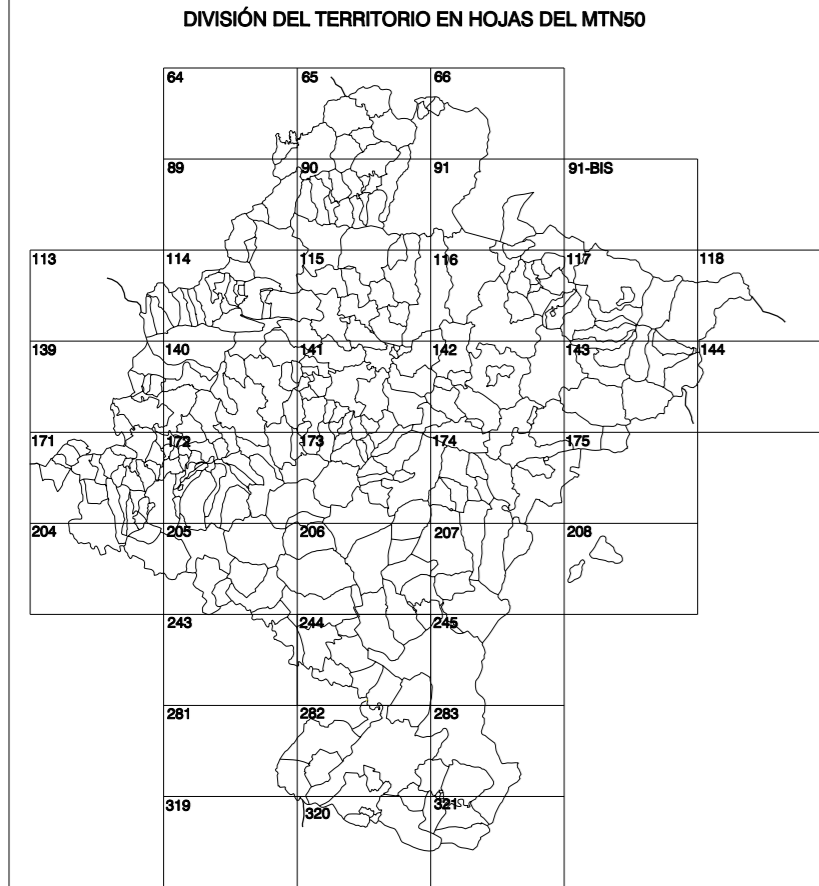 DIVISIÓN DEL TERRITORIO EN HOJAS DEL MTN50
64 65 66
89 90 91 91-BIS
113 114 115 116 117 118
139 140 141 142 143 144
171 172 173 174 175
204 205 206 207 208
243 244 245
281 282 283
319 320 321